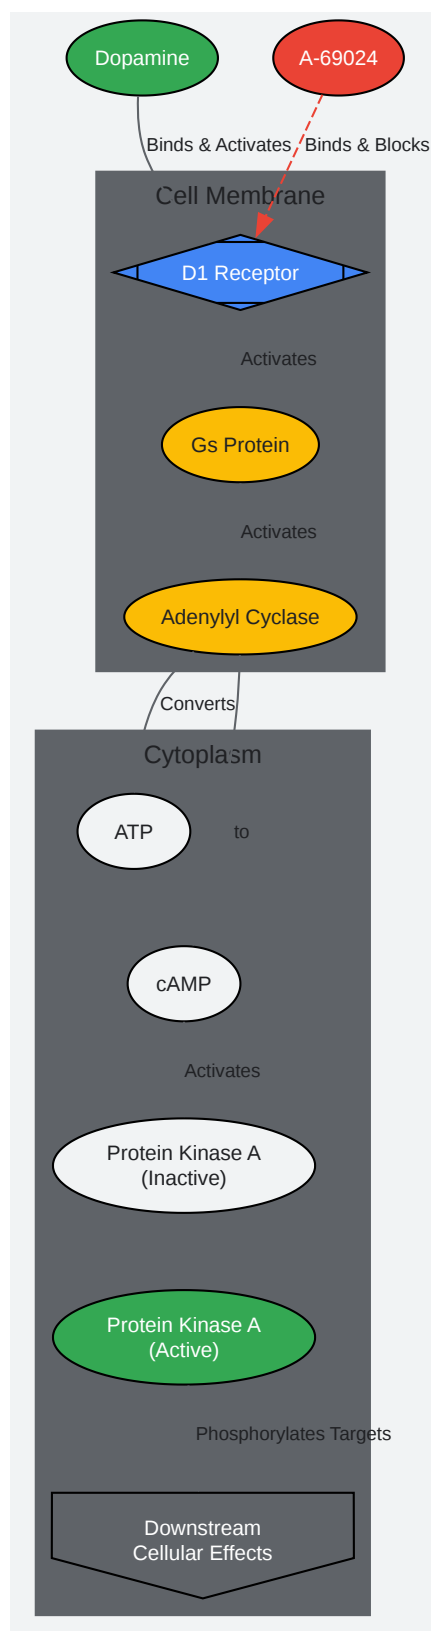 Dopamine
A-69024
Binds & Activates
Binds & Blocks
Cell Membrane
D1 Receptor
Activates
Gs Protein
Activates
Adenylyl Cyclase
Converts
Cytoplasm
ATP
to
cAMP
Activates
Protein Kinase A
(Inactive)
Protein Kinase A
(Active)
Phosphorylates Targets
Downstream
Cellular Effects